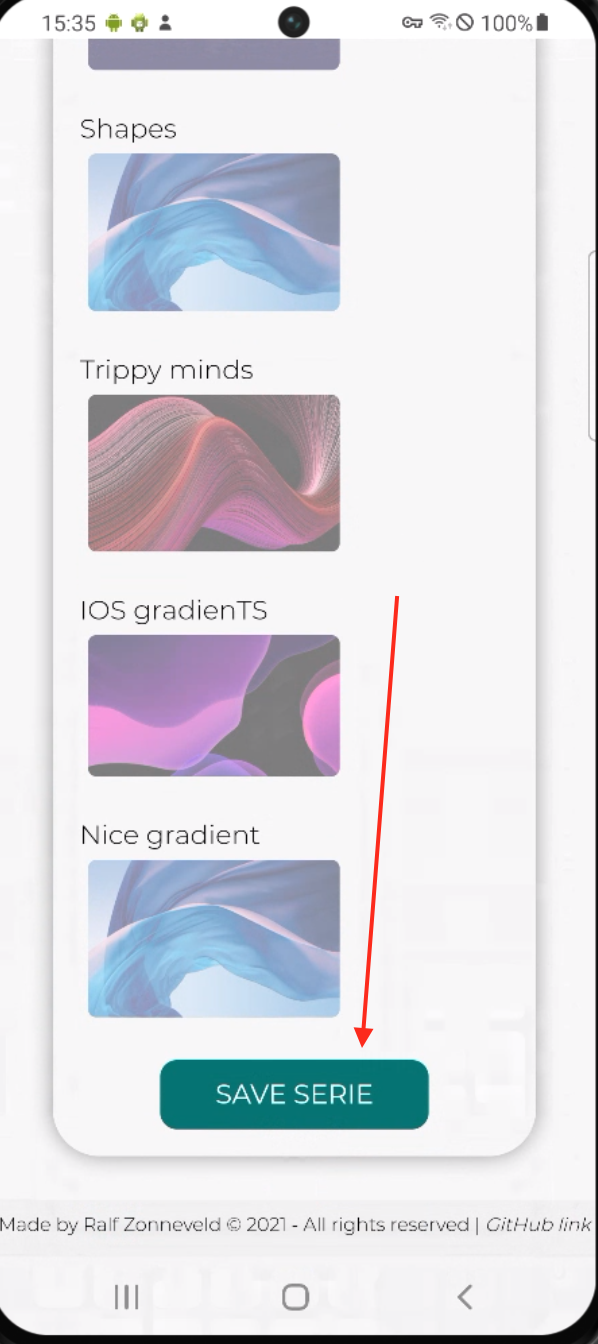 15:35 100%
Shapes
Trippy minds
IOS gradienTS
Nice gradient
SAVE SERIE
Made by Ralf Zonneveld © 2021 - All rights reserved | GitHub link